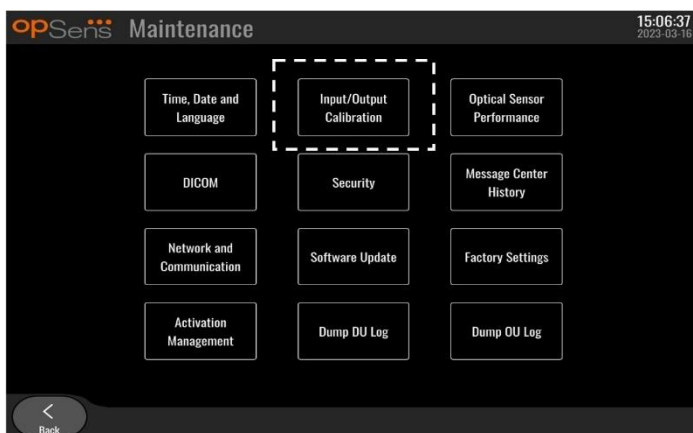 opSens Maintenance
15:06:37
2023-03-16
Time, Date and
Language
Input/Output
Calibration
Optical Sensor
Performance
DICOM
Security
Message Center
History
Network and
Communication
Software Update
Factory Settings
Activation
Management
Dump DU Log
Dump OU Log
Back